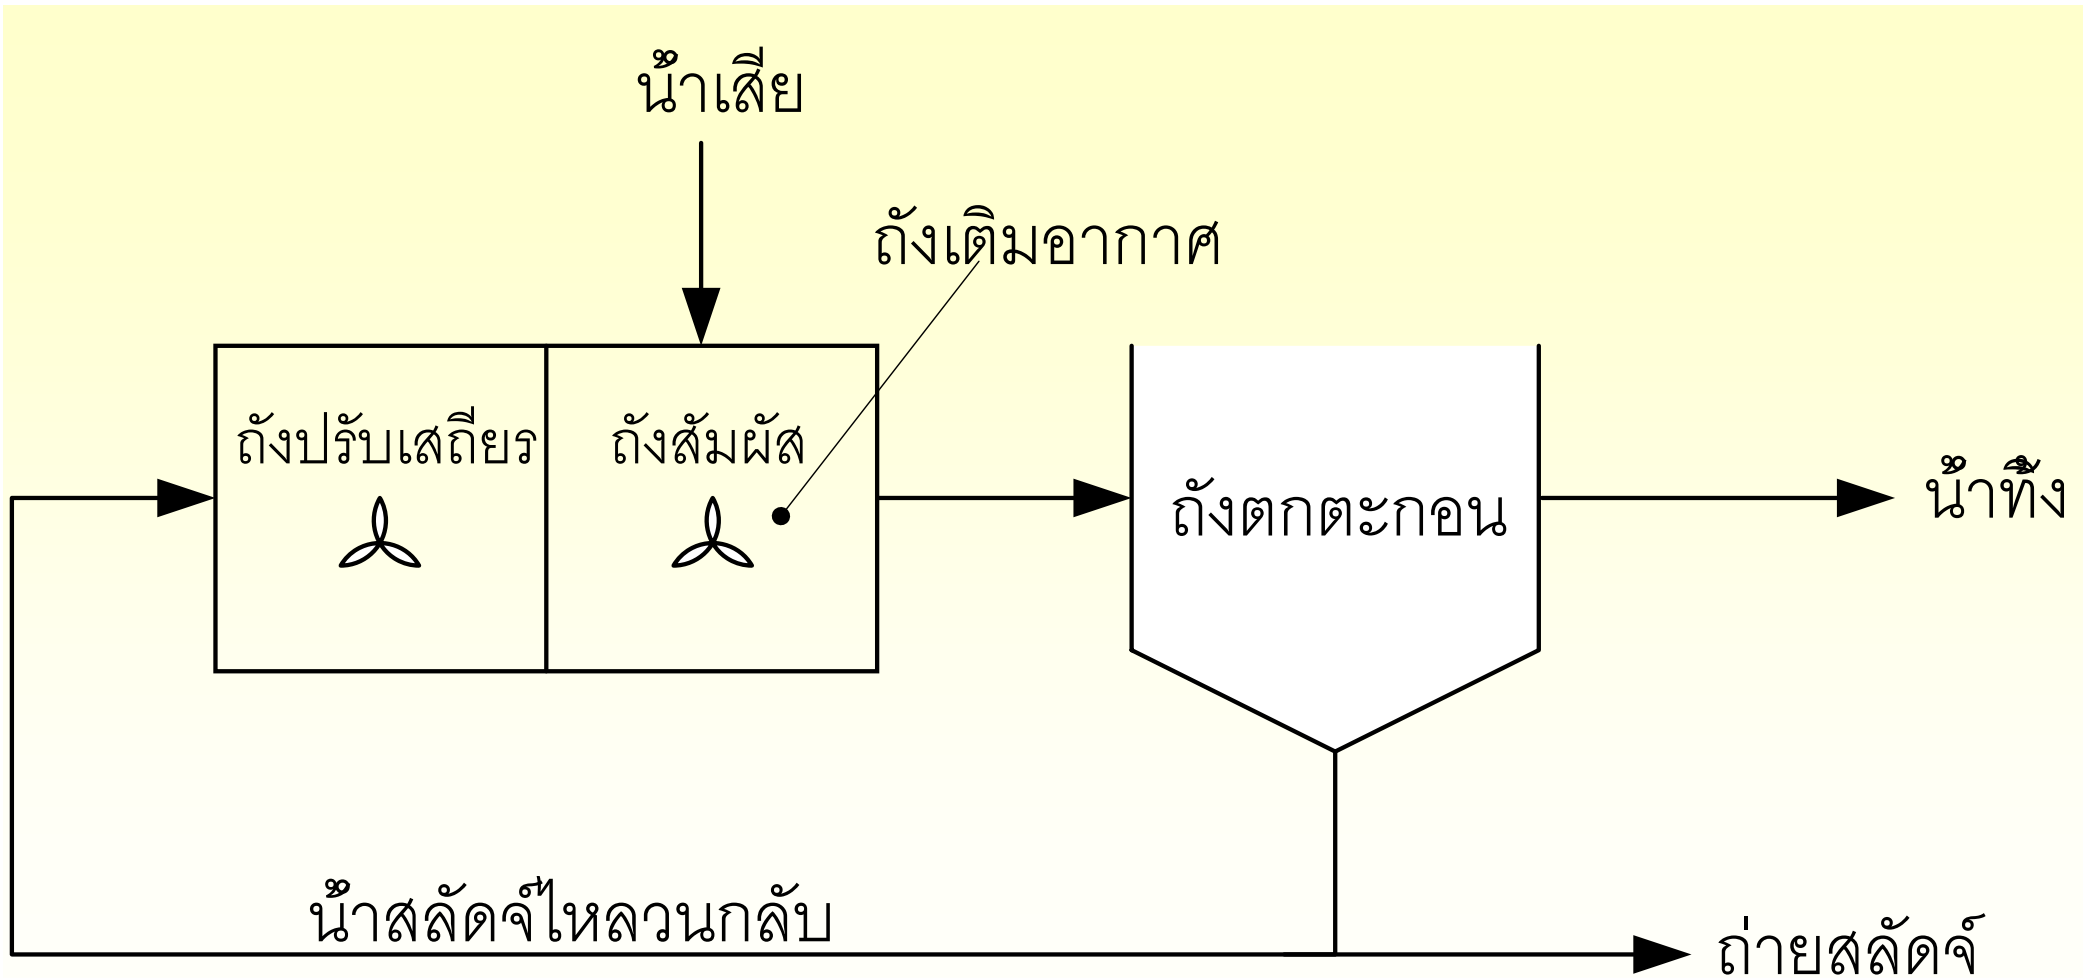 น้ำเสีย
ถังเติมอากาศ
ถังปรับเสถียร
ถังสัมผัส
ถังตกตะกอน
น้ำทิ้ง
น้ำสลัดจ์ไหลวนกลับ
ถ่ายสลัดจ์